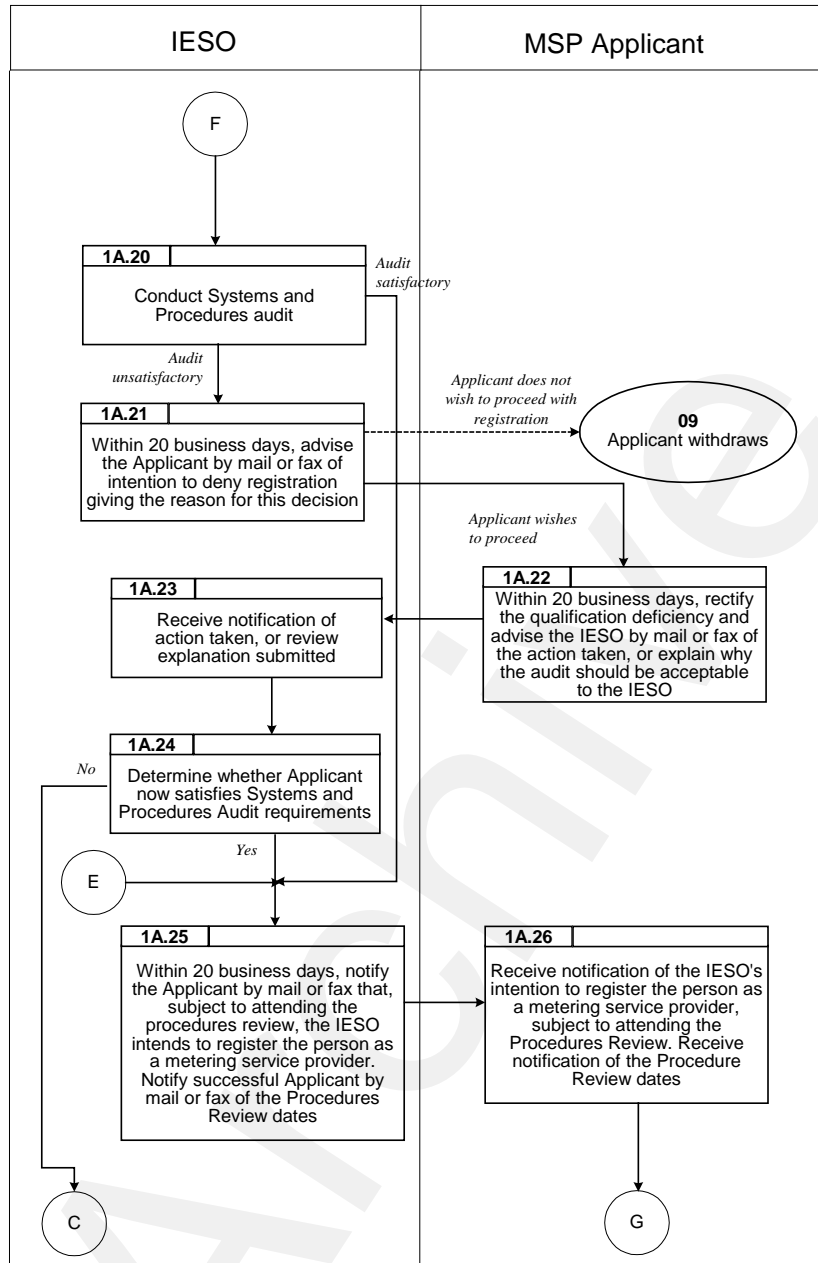 IESO
MSP Applicant
F
1A.20
Conduct Systems and
Procedures audit
Audit
satisfactory
Audit
unsatisfactory
1A.21
Within 20 business days, advise
the Applicant by mail or fax of
intention to deny registration
giving the reason for this decision
Applicant does not
wish to proceed with
registration
09
Applicant withdraws
Applicant wishes
to proceed
1A.22
Within 20 business days, rectify
the qualification deficiency and
advise the IESO by mail or fax of
the action taken, or explain why
the audit should be acceptable
to the IESO
1A.23
Receive notification of
action taken, or review
explanation submitted
1A.24
Determine whether Applicant
now satisfies Systems and
Procedures Audit requirements
No
Yes
E
1A.25
Within 20 business days, notify
the Applicant by mail or fax that,
subject to attending the
procedures review, the IESO
intends to register the person as
a metering service provider.
Notify successful Applicant by
mail or fax of the Procedures
Review dates
1A.26
Receive notification of the IESO's
intention to register the person as
a metering service provider,
subject to attending the
Procedures Review. Receive
notification of the Procedure
Review dates
C
G
Archive